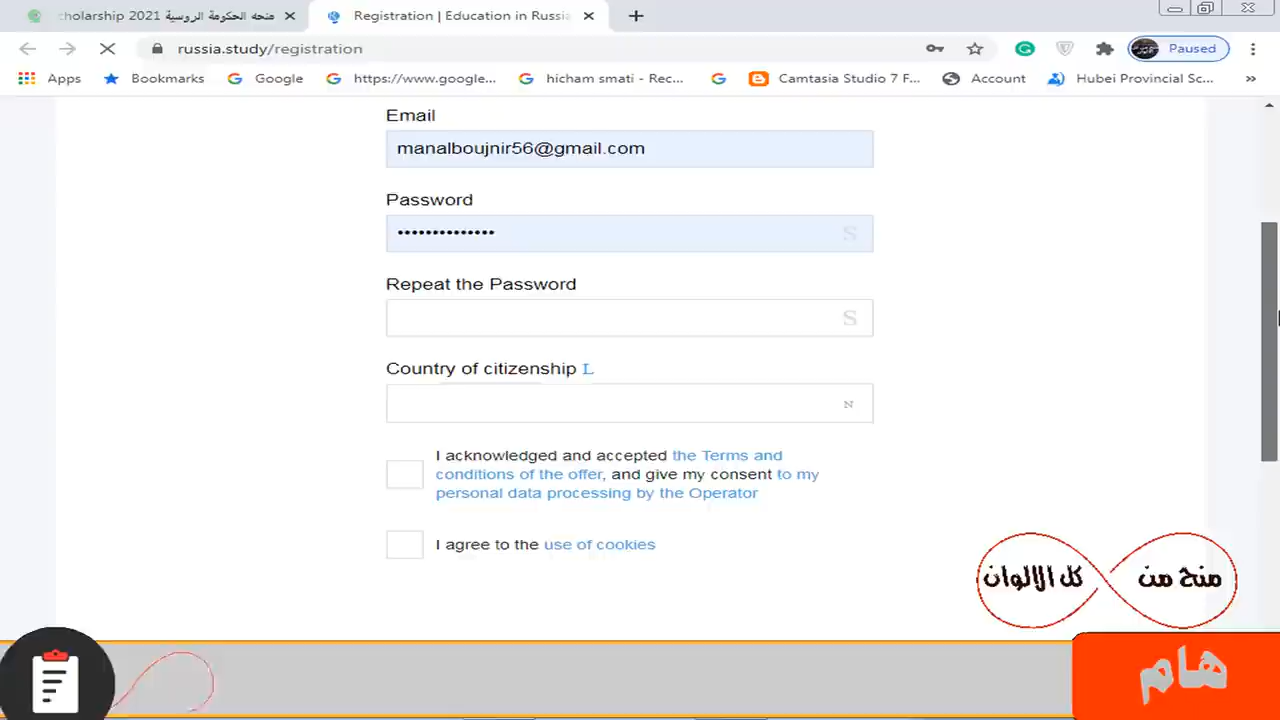 cholarship 2021 منحه الحكومة الروسية
Registration | Education in Russia
russia.study/registration
Paused
Apps
Bookmarks
Google
https://www.google...
hicham smati - Rec...
Camtasia Studio 7 F...
Account
Hubei Provincial Sc...
»
Email
manalboujnir56@gmail.com
Password
••••••••••••••
S
Repeat the Password
S
Country of citizenship L
N
I acknowledged and accepted the Terms and
conditions of the offer, and give my consent to my
personal data processing by the Operator
I agree to the use of cookies
منح من كل الالوان
هام